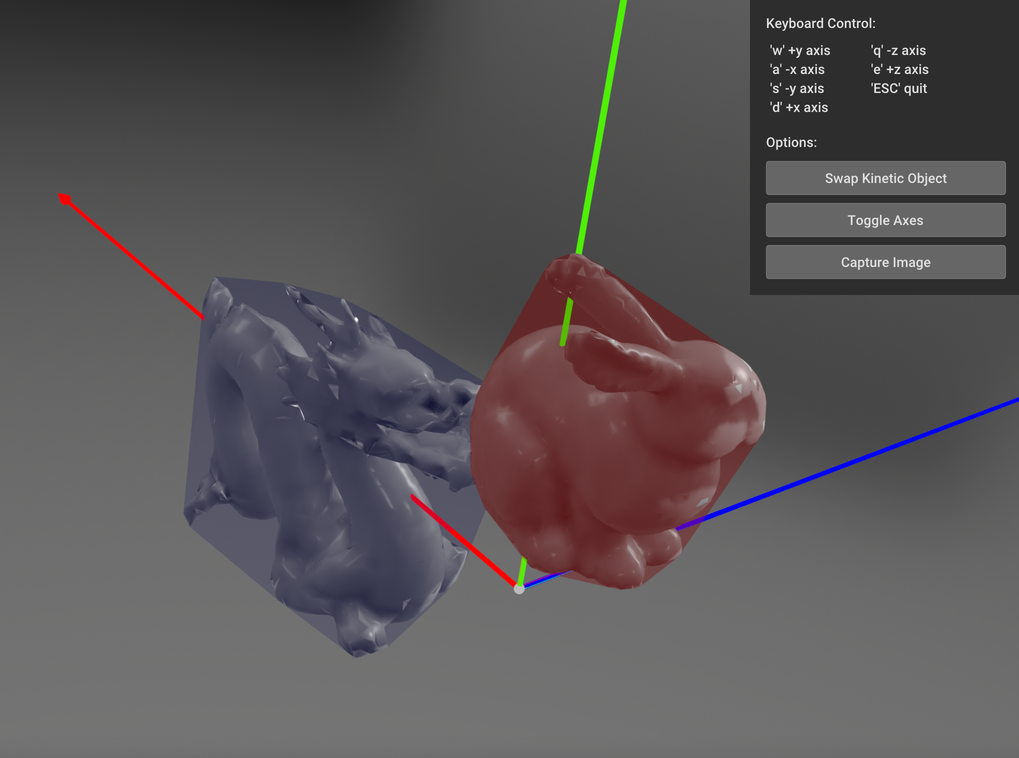 Keyboard Control:
'w' +y axis 'q' -z axis
'a' -x axis 'e' +z axis
's' -y axis 'ESC' quit
'd' +x axis
Options:
Swap Kinetic Object
Toggle Axes
Capture Image